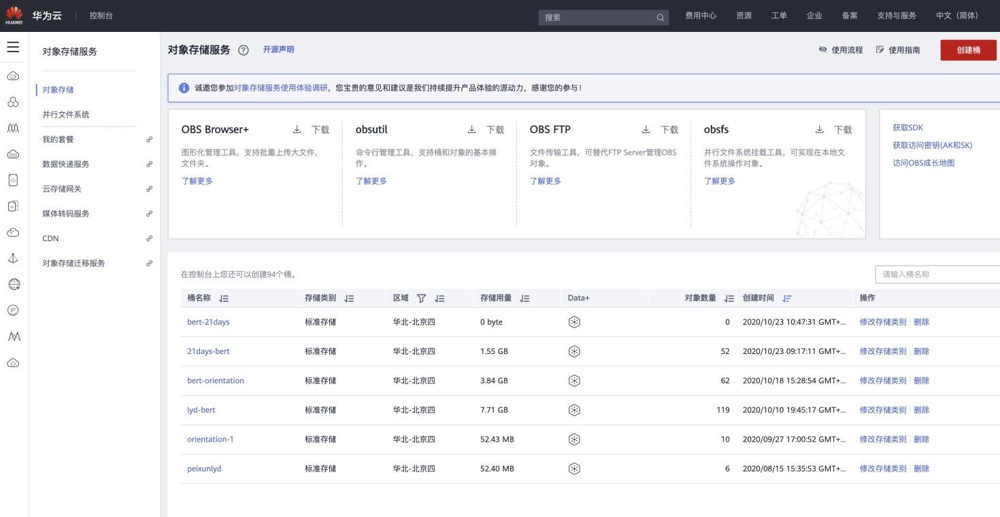 HUAWEI 华为云 控制台 搜索 费用中心 资源 工单 企业 备案 支持与服务 中文（简体）
对象存储服务
对象存储
并行文件系统
我的套餐
数据快递服务
云存储网关
媒体转码服务
CDN
对象存储迁移服务
对象存储服务 ? 开源声明 使用流程 使用指南 创建桶
诚邀您参加对象存储服务使用体验调研，您宝贵的意见和建议是我们持续提升产品体验的源动力，感谢您的参与！
OBS Browser+ 下载
图形化管理工具，支持批量上传大文件，
文件夹。
了解更多
obsutil 下载
命令行管理工具，支持桶和对象的基本操
作。
了解更多
OBS FTP 下载
文件传输工具，可替代FTP Server管理OBS
对象。
了解更多
obsfs 下载
并行文件系统挂载工具，可实现在本地文
件系统操作对象。
了解更多
获取SDK
获取访问密钥(AK和SK)
访问OBS成长地图
在控制台上您还可以创建94个桶。 请输入桶名称
桶名称 存储类别 区域 存储用量 Data+ 对象数量 创建时间 操作
bert-21days 标准存储 华北-北京四 0 byte 0 2020/10/23 10:47:31 GMT+... 修改存储类别 删除
21days-bert 标准存储 华北-北京四 1.55 GB 52 2020/10/23 09:17:11 GMT+... 修改存储类别 删除
bert-orientation 标准存储 华北-北京四 3.84 GB 62 2020/10/18 15:28:54 GMT+... 修改存储类别 删除
lyd-bert 标准存储 华北-北京四 7.71 GB 119 2020/10/10 19:45:17 GMT+... 修改存储类别 删除
orientation-1 标准存储 华北-北京四 52.43 MB 10 2020/09/27 17:00:52 GMT+... 修改存储类别 删除
peixunlyd 标准存储 华北-北京四 52.40 MB 6 2020/08/15 15:35:53 GMT+... 修改存储类别 删除